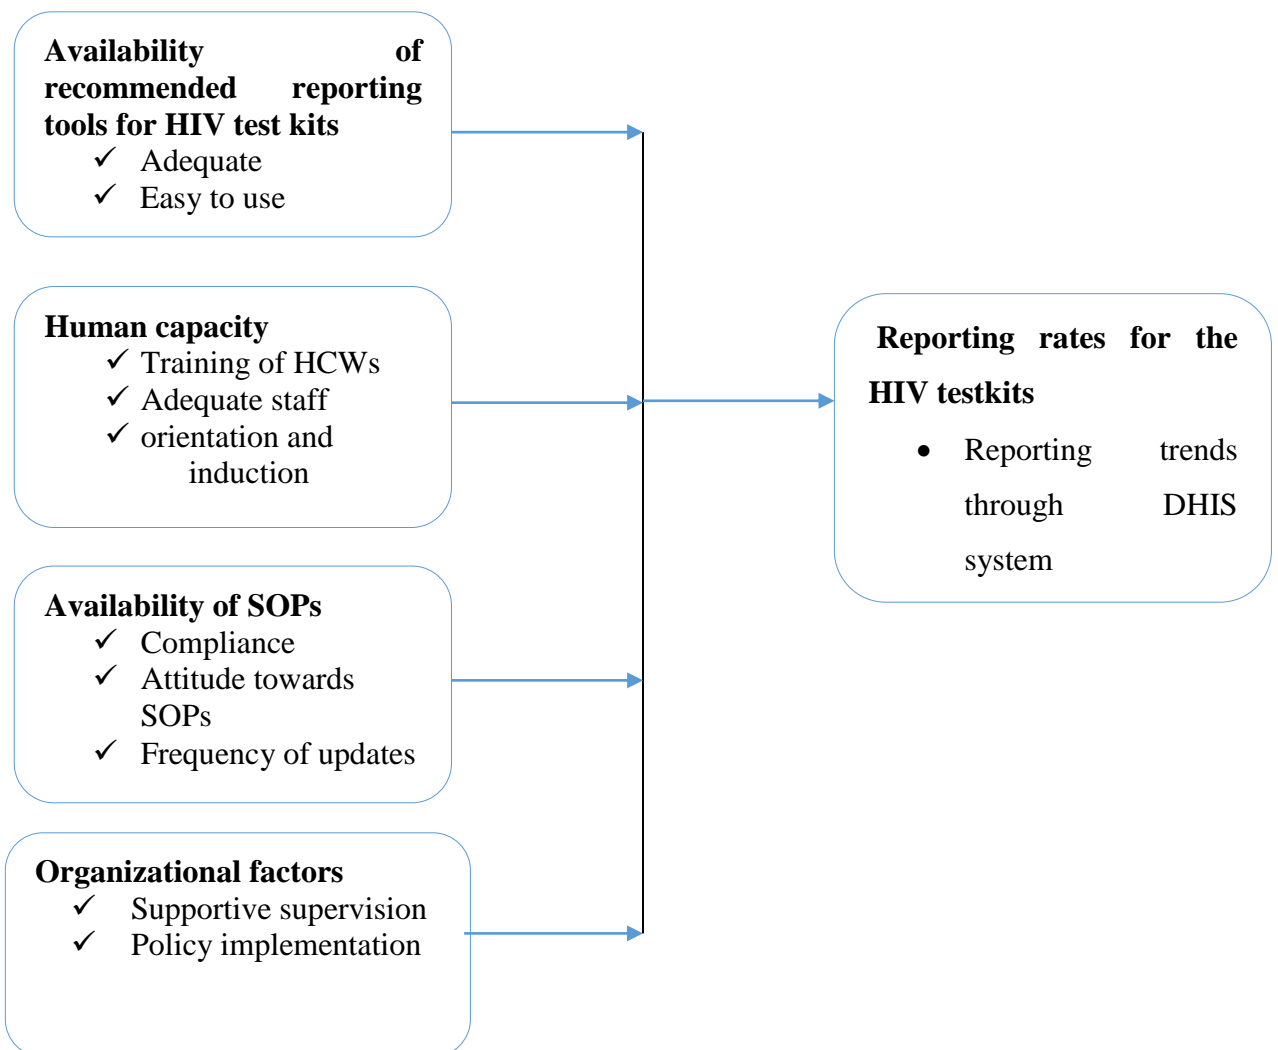 Availability of
recommended reporting
tools for HIV test kits
✓ Adequate
✓ Easy to use
Human capacity
✓ Training of HCWs
✓ Adequate staff
✓ orientation and
induction
Availability of SOPs
✓ Compliance
✓ Attitude towards
SOPs
✓ Frequency of updates
Organizational factors
✓ Supportive supervision
✓ Policy implementation
Reporting rates for the
HIV testkits
• Reporting trends
through DHIS
system